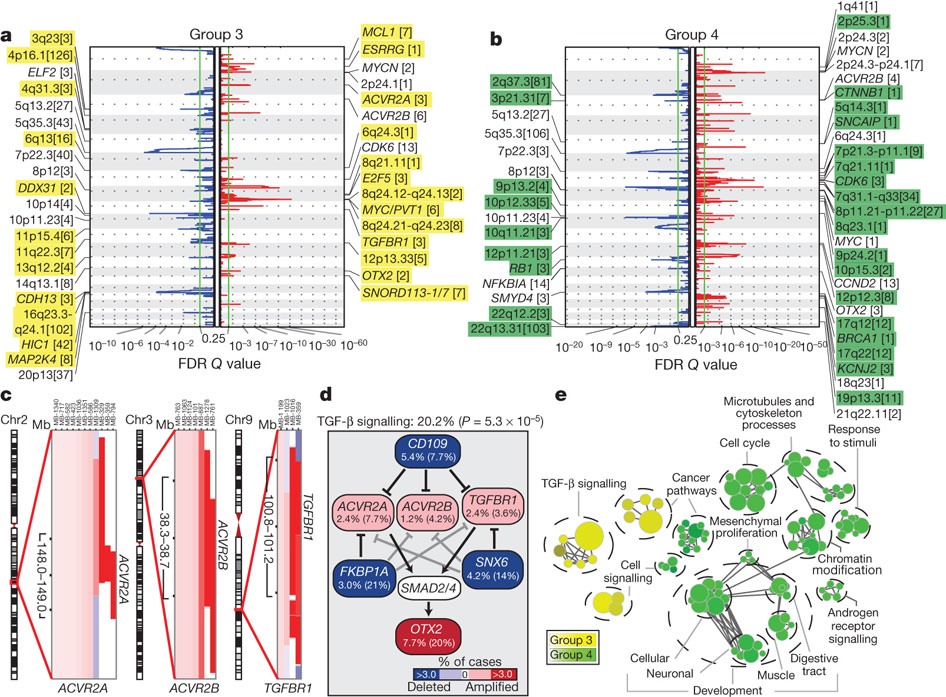 a
Group 3
3q23[3]
4p16.1[126]
ELF2 [3]
4q31.3[3]
5q13.2[27]
5q35.3[43]
6q13[16]
7p22.3[40]
8p12[3]
DDX31 [2]
10p14[4]
10p11.23[4]
11p15.4[6]
11q22.3[7]
13q12.2[4]
14q13.1[8]
CDH13 [3]
16q23.3-
q24.1[102]
HIC1 [42]
MAP2K4 [8]
20p13[37]
MCL1 [7]
ESRRG [1]
MYCN [2]
2p24.1[1]
ACVR2A [3]
ACVR2B [6]
6q24.3[1]
CDK6 [13]
8q21.11[1]
E2F5 [3]
8q24.12-q24.13[2]
MYC/PVT1 [6]
8q24.21-q24.23[8]
TGFBR1 [3]
12p13.33[5]
OTX2 [2]
SNORD113-1/7 [7]
10–10 10–6 10–3 0.25 10–3 10–6 10–10 10–30 10–60
FDR Q value
b
Group 4
2q37.3[81]
3p21.31[7]
5q13.2[27]
5q35.3[106]
7p22.3[3]
8p12[3]
9p13.2[4]
10p12.33[5]
10p11.23[4]
10q11.21[3]
12p11.21[3]
RB1 [3]
NFKBIA [14]
SMYD4 [3]
22q12.2[3]
22q13.31[103]
1q41[1]
2p25.3[1]
2p24.3[2]
MYCN [2]
2p24.3-p24.1[7]
ACVR2B [4]
CTNNB1 [1]
5q14.3[1]
SNCAIP [1]
6q24.3[1]
7p21.3-p11.1[9]
7q21.11[1]
CDK6 [3]
7q31.1-q33[34]
8p11.21-p11.22[27]
8q23.1[1]
MYC [1]
9p24.2[1]
10p15.3[2]
CCND2 [13]
12p12.3[8]
OTX2 [3]
17q12[12]
BRCA1 [1]
17q22[12]
KCNJ2 [3]
18q23[1]
19p13.3[11]
21q22.11[2]
10–20 10–9 10–6 10–3 0.25 10–3 10–6 10–9 10–20 10–50
FDR Q value
c
Chr2
Mb
148.0–149.0
ACVR2A
ACVR2A
Chr3
Mb
38.3–38.7
ACVR2B
ACVR2B
Chr9
Mb
100.8–101.2
TGFBR1
TGFBR1
d
TGF-β signalling: 20.2% (P = 5.3 × 10–5)
CD109
5.4% (7.7%)
ACVR2A
2.4% (7.7%)
ACVR2B
1.2% (4.2%)
TGFBR1
2.4% (3.6%)
FKBP1A
3.0% (21%)
SMAD2/4
SNX6
4.2% (14%)
OTX2
7.7% (20%)
% of cases
>3.0 0 >3.0
Deleted Amplified
e
Microtubules and
cytoskeleton
processes
Response
to stimuli
Cell cycle
TGF-β signalling
Cancer
pathways
Mesenchymal
proliferation
Chromatin
modification
Cell
signalling
Androgen
receptor
signalling
Group 3
Group 4
Cellular
Neuronal
Muscle
Digestive
tract
Development